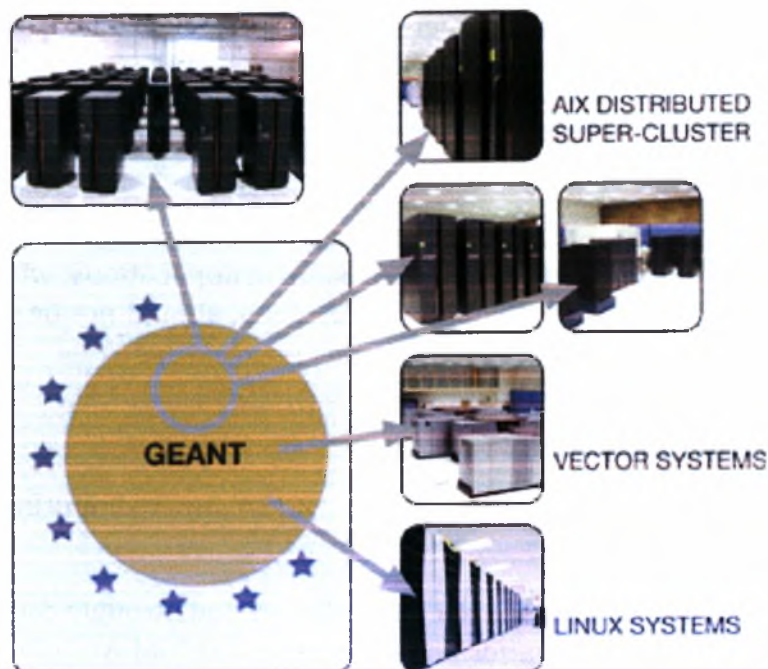 AIX DISTRIBUTED
SUPER-CLUSTER
GEANT
VECTOR SYSTEMS
LINUX SYSTEMS